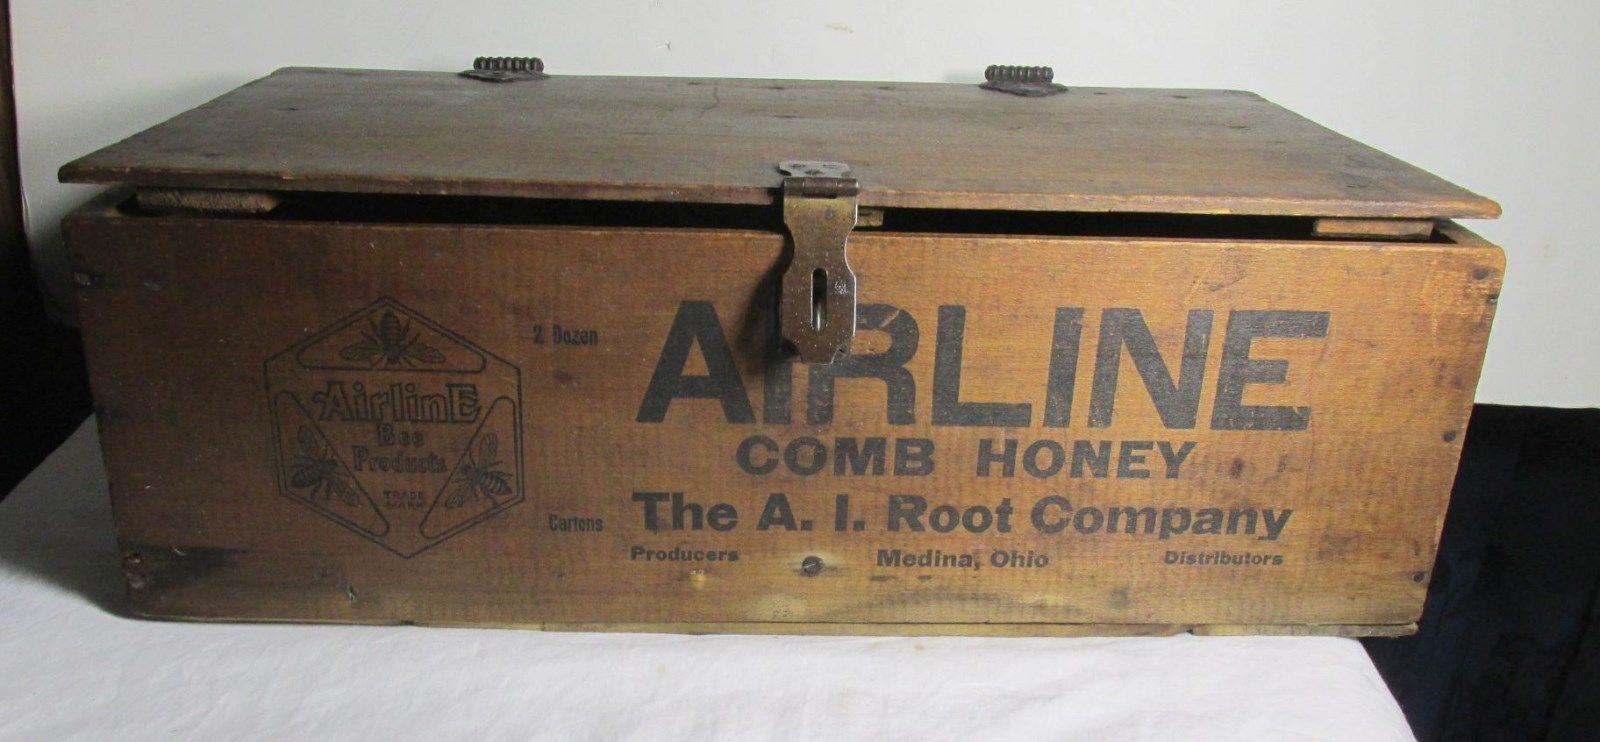 AirlinE
Bee
Products
TRADE
MARK
2 Dozen
Cartons
AIRLINE
COMB HONEY
The A. I. Root Company
Producers Medina, Ohio Distributors